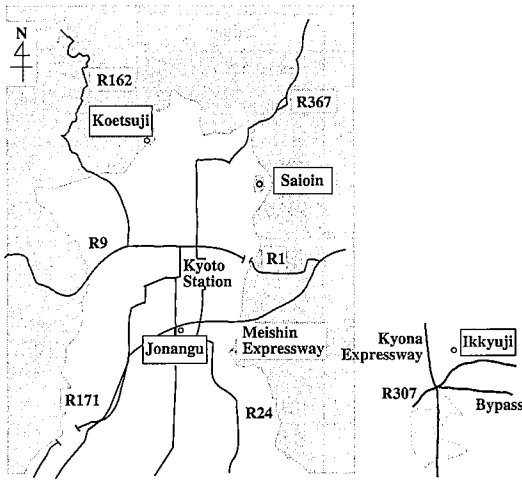 N
R162
R367
Koetsuji
Saioin
R9
R1
Kyoto
Station
Jonangu
Meishin
Expressway
R171
R24
Kyona
Expressway
Ikkyuji
R307
Bypass